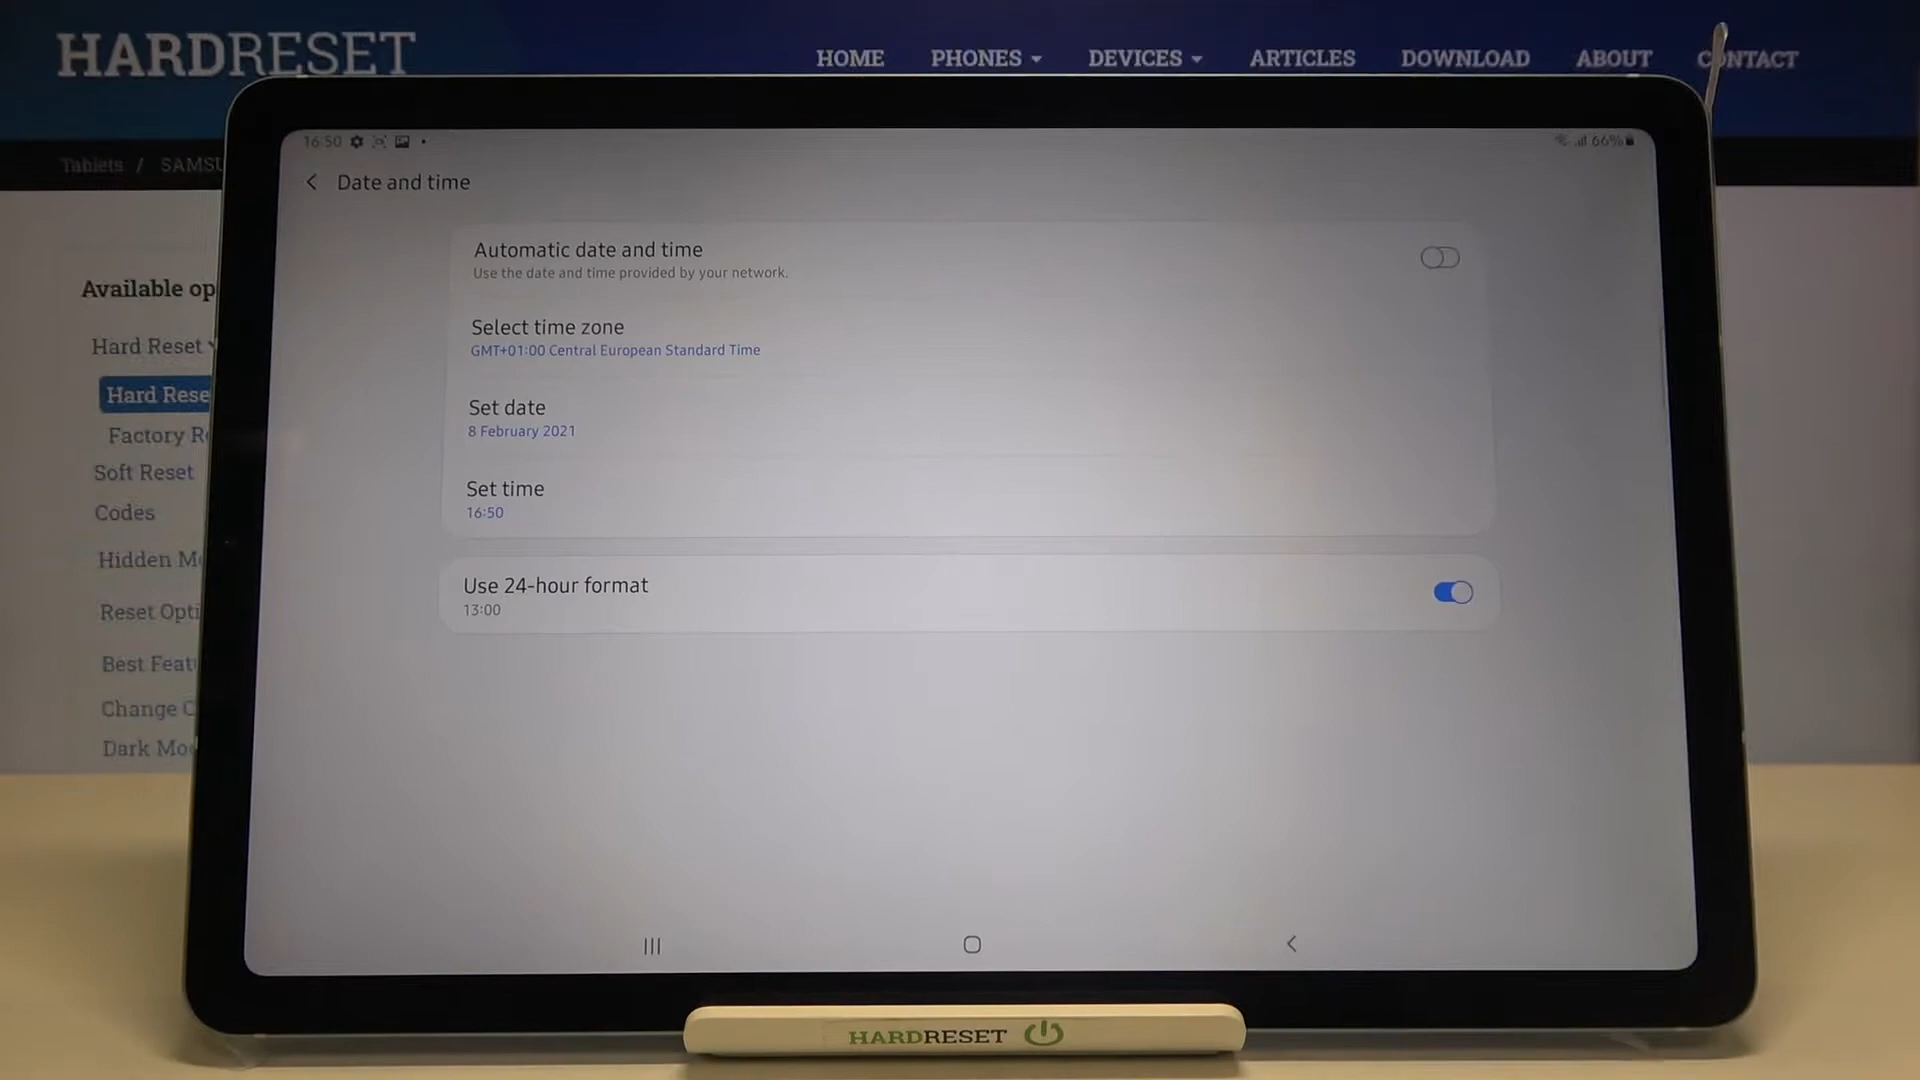 HARDRESET
HOME PHONES DEVICES ARTICLES DOWNLOAD ABOUT CONTACT
Tablets /
16:50
66%
Date and time
Automatic date and time
Use the date and time provided by your network.
Select time zone
GMT+01:00 Central European Standard Time
Set date
8 February 2021
Set time
16:50
Use 24-hour format
13:00
Available op
Hard Reset
Hard Rese
Factory R
Soft Reset
Codes
Hidden M
Reset Opti
Best Feat
Change C
Dark Mo
HARDRESET